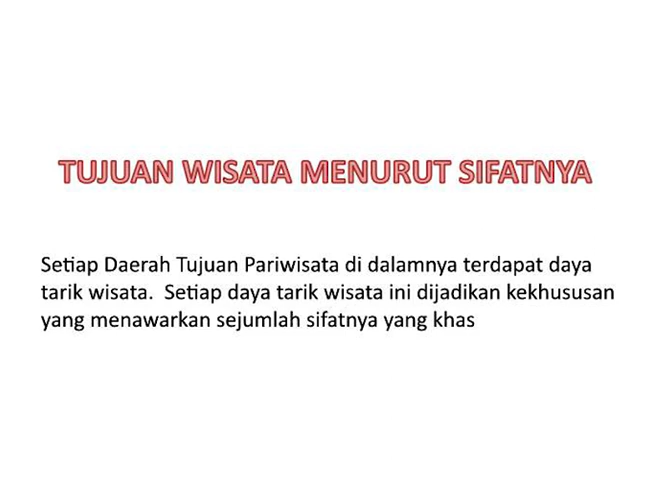 TUJUAN WISATA MENURUT SIFATNYA
Setiap Daerah Tujuan Pariwisata di dalamnya terdapat daya
tarik wisata.  Setiap daya tarik wisata ini dijadikan kekhususan
yang menawarkan sejumlah sifatnya yang khas